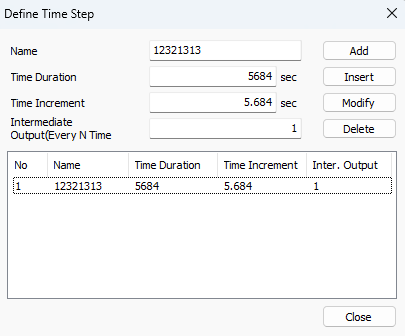 Define Time Step
Name 12321313 Add
Time Duration 5684 sec Insert
Time Increment 5.684 sec Modify
Intermediate
Output(Every N Time 1 Delete
No Name Time Duration Time Increment Inter. Output
1 12321313 5684 5.684 1
Close